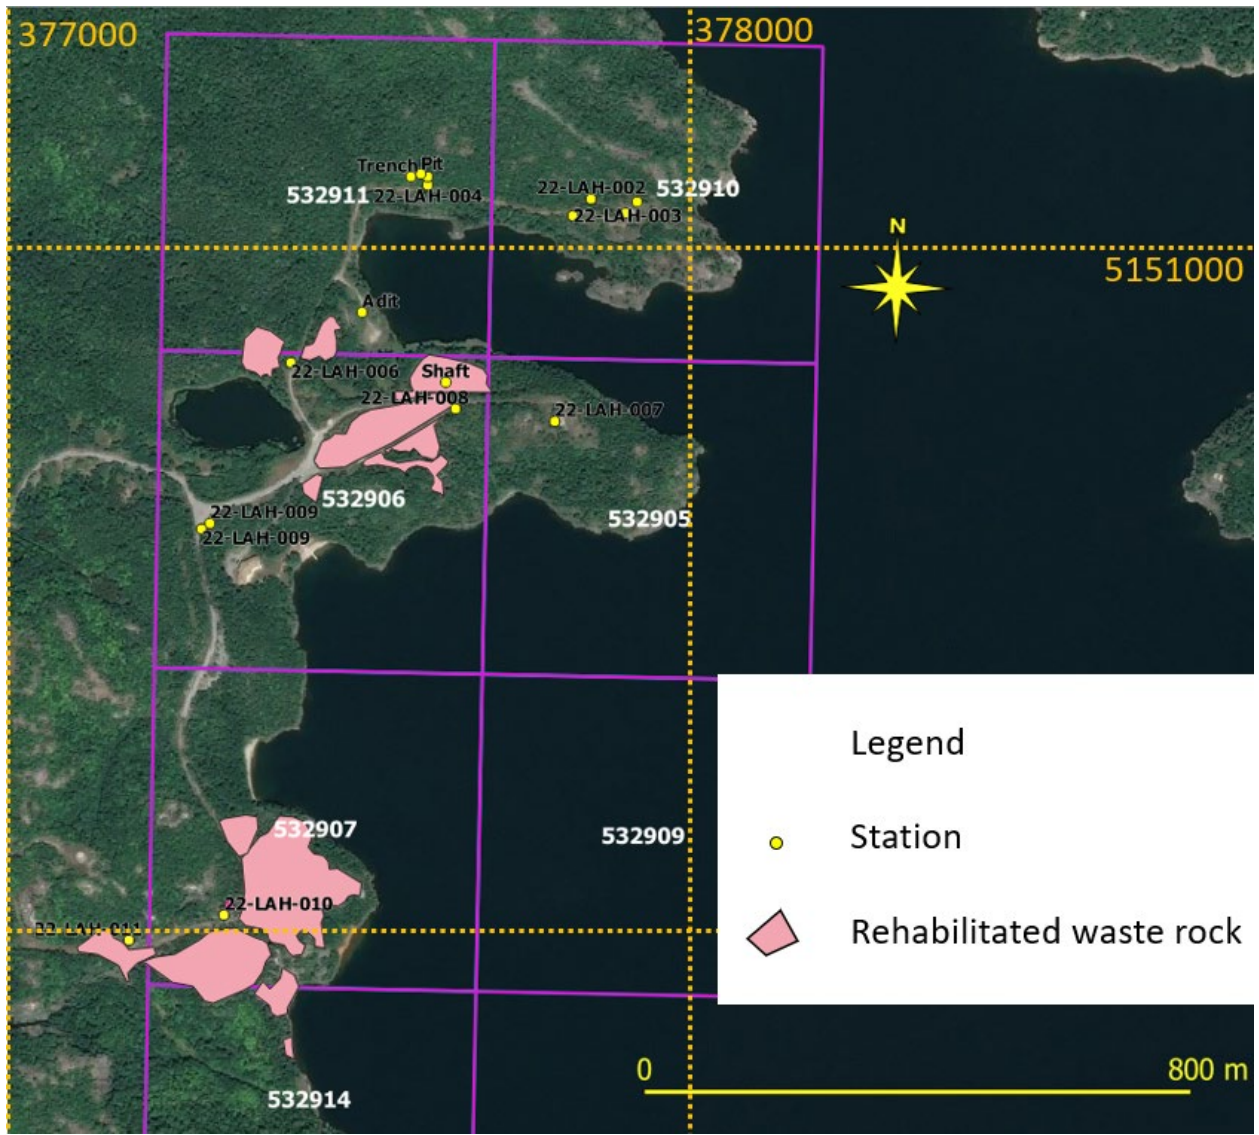 377000
378000
Trench Pit
22-LAH-002
532911
22-LAH-004
532910
22-LAH-003
N
5151000
Adit
22-LAH-006
Shaft
22-LAH-008
22-LAH-007
532906
22-LAH-009
532905
22-LAH-009
Legend
532907
532909
Station
22-LAH-010
22-LAH-011
Rehabilitated waste rock
0
800 m
532914